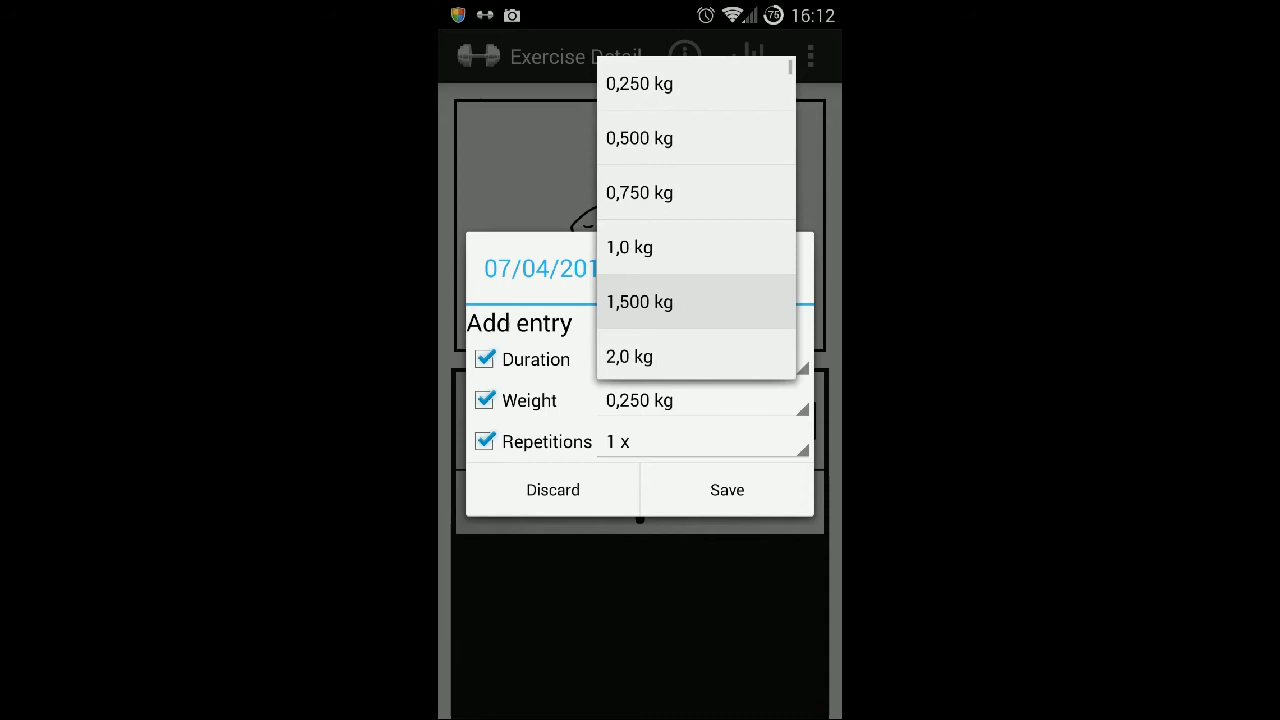 75 16:12
Exercise Detail
0,250 kg
0,500 kg
0,750 kg
1,0 kg
07/04/201
1,500 kg
Add entry
2,0 kg
Duration
Weight 0,250 kg
Repetitions 1 x
Discard Save